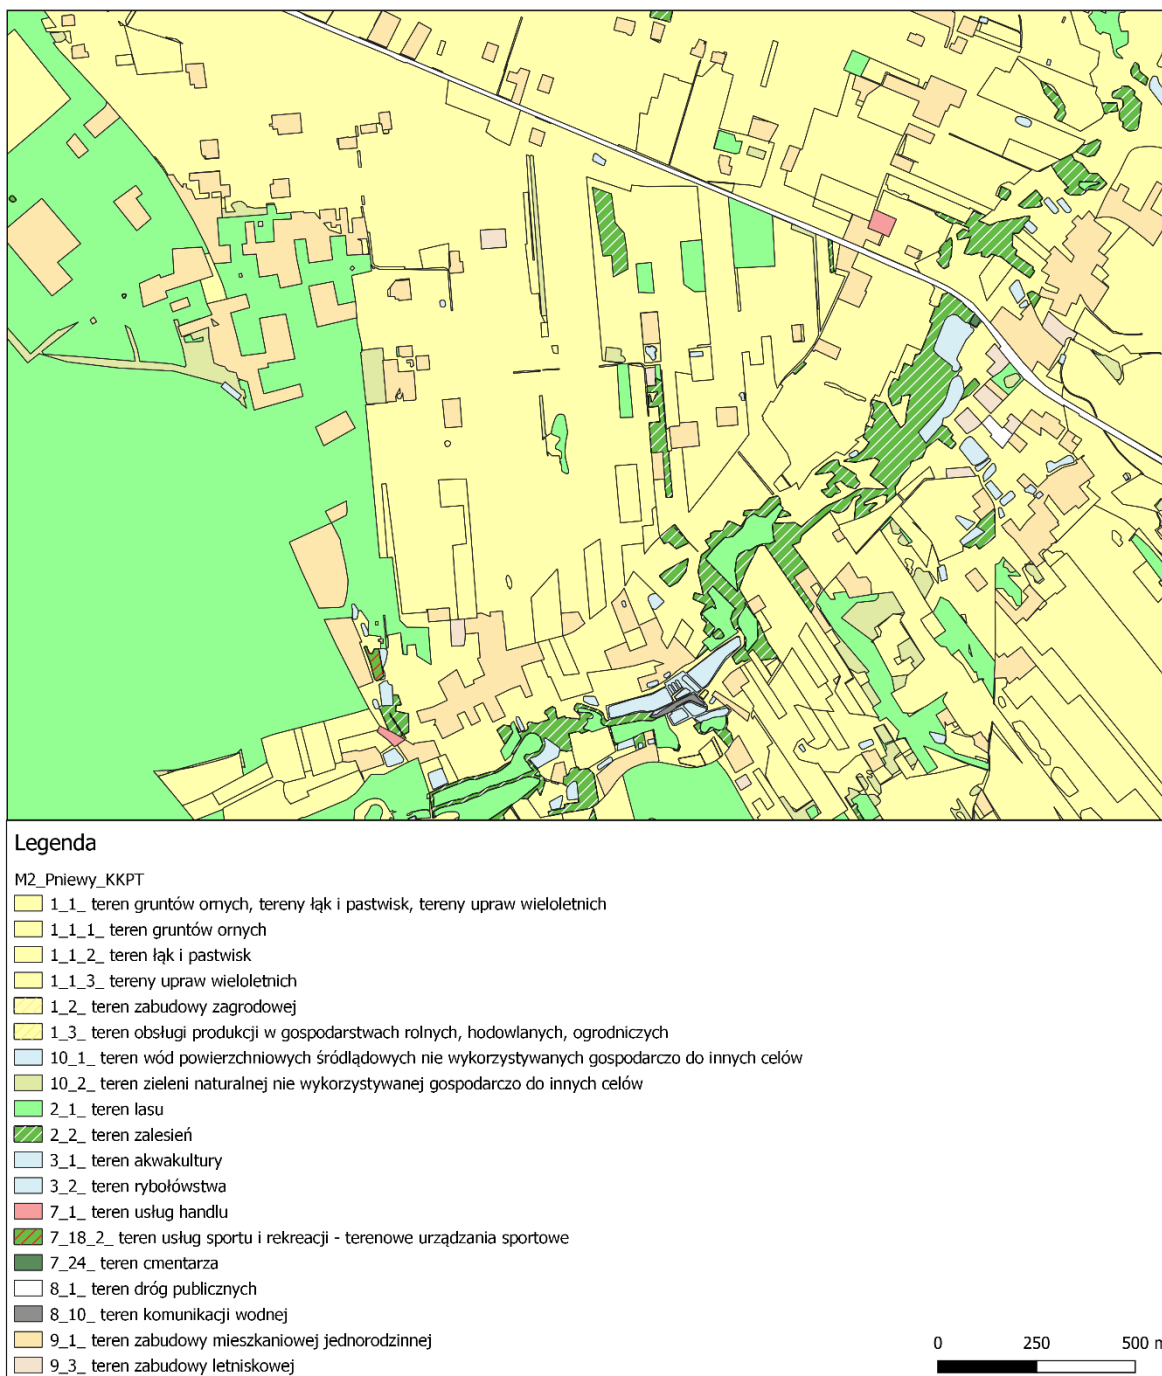 Legenda
M2_Pniewy_KKPT
1_1_ teren gruntów ornych, tereny łąk i pastwisk, tereny upraw wieloletnich
1_1_1_ teren gruntów ornych
1_1_2_ teren łąk i pastwisk
1_1_3_ tereny upraw wieloletnich
1_2_ teren zabudowy zagrodowej
1_3_ teren obsługi produkcji w gospodarstwach rolnych, hodowlanych, ogrodniczych
10_1_ teren wód powierzchniowych śródlądowych nie wykorzystywanych gospodarczo do innych celów
10_2_ teren zieleni naturalnej nie wykorzystywanej gospodarczo do innych celów
2_1_ teren lasu
2_2_ teren zalesień
3_1_ teren akwakultury
3_2_ teren rybołówstwa
7_1_ teren usług handlu
7_18_2_ teren usług sportu i rekreacji - terenowe urządzania sportowe
7_24_ teren cmentarza
8_1_ teren dróg publicznych
8_10_ teren komunikacji wodnej
9_1_ teren zabudowy mieszkaniowej jednorodzinnej
9_3_ teren zabudowy letniskowej
0 250 500 m